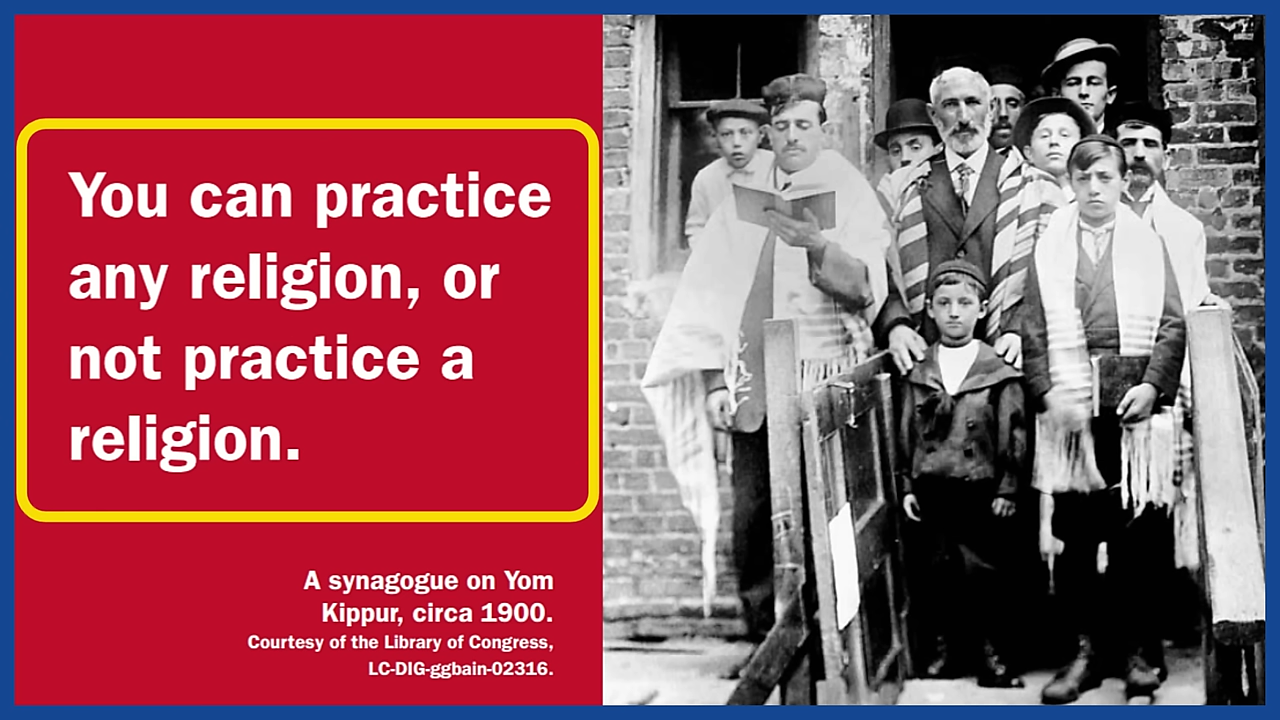 You can practice
any religion, or
not practice a
religion.
A synagogue on Yom
Kippur, circa 1900.
Courtesy of the Library of Congress,
LC-DIG-ggbain-02316.